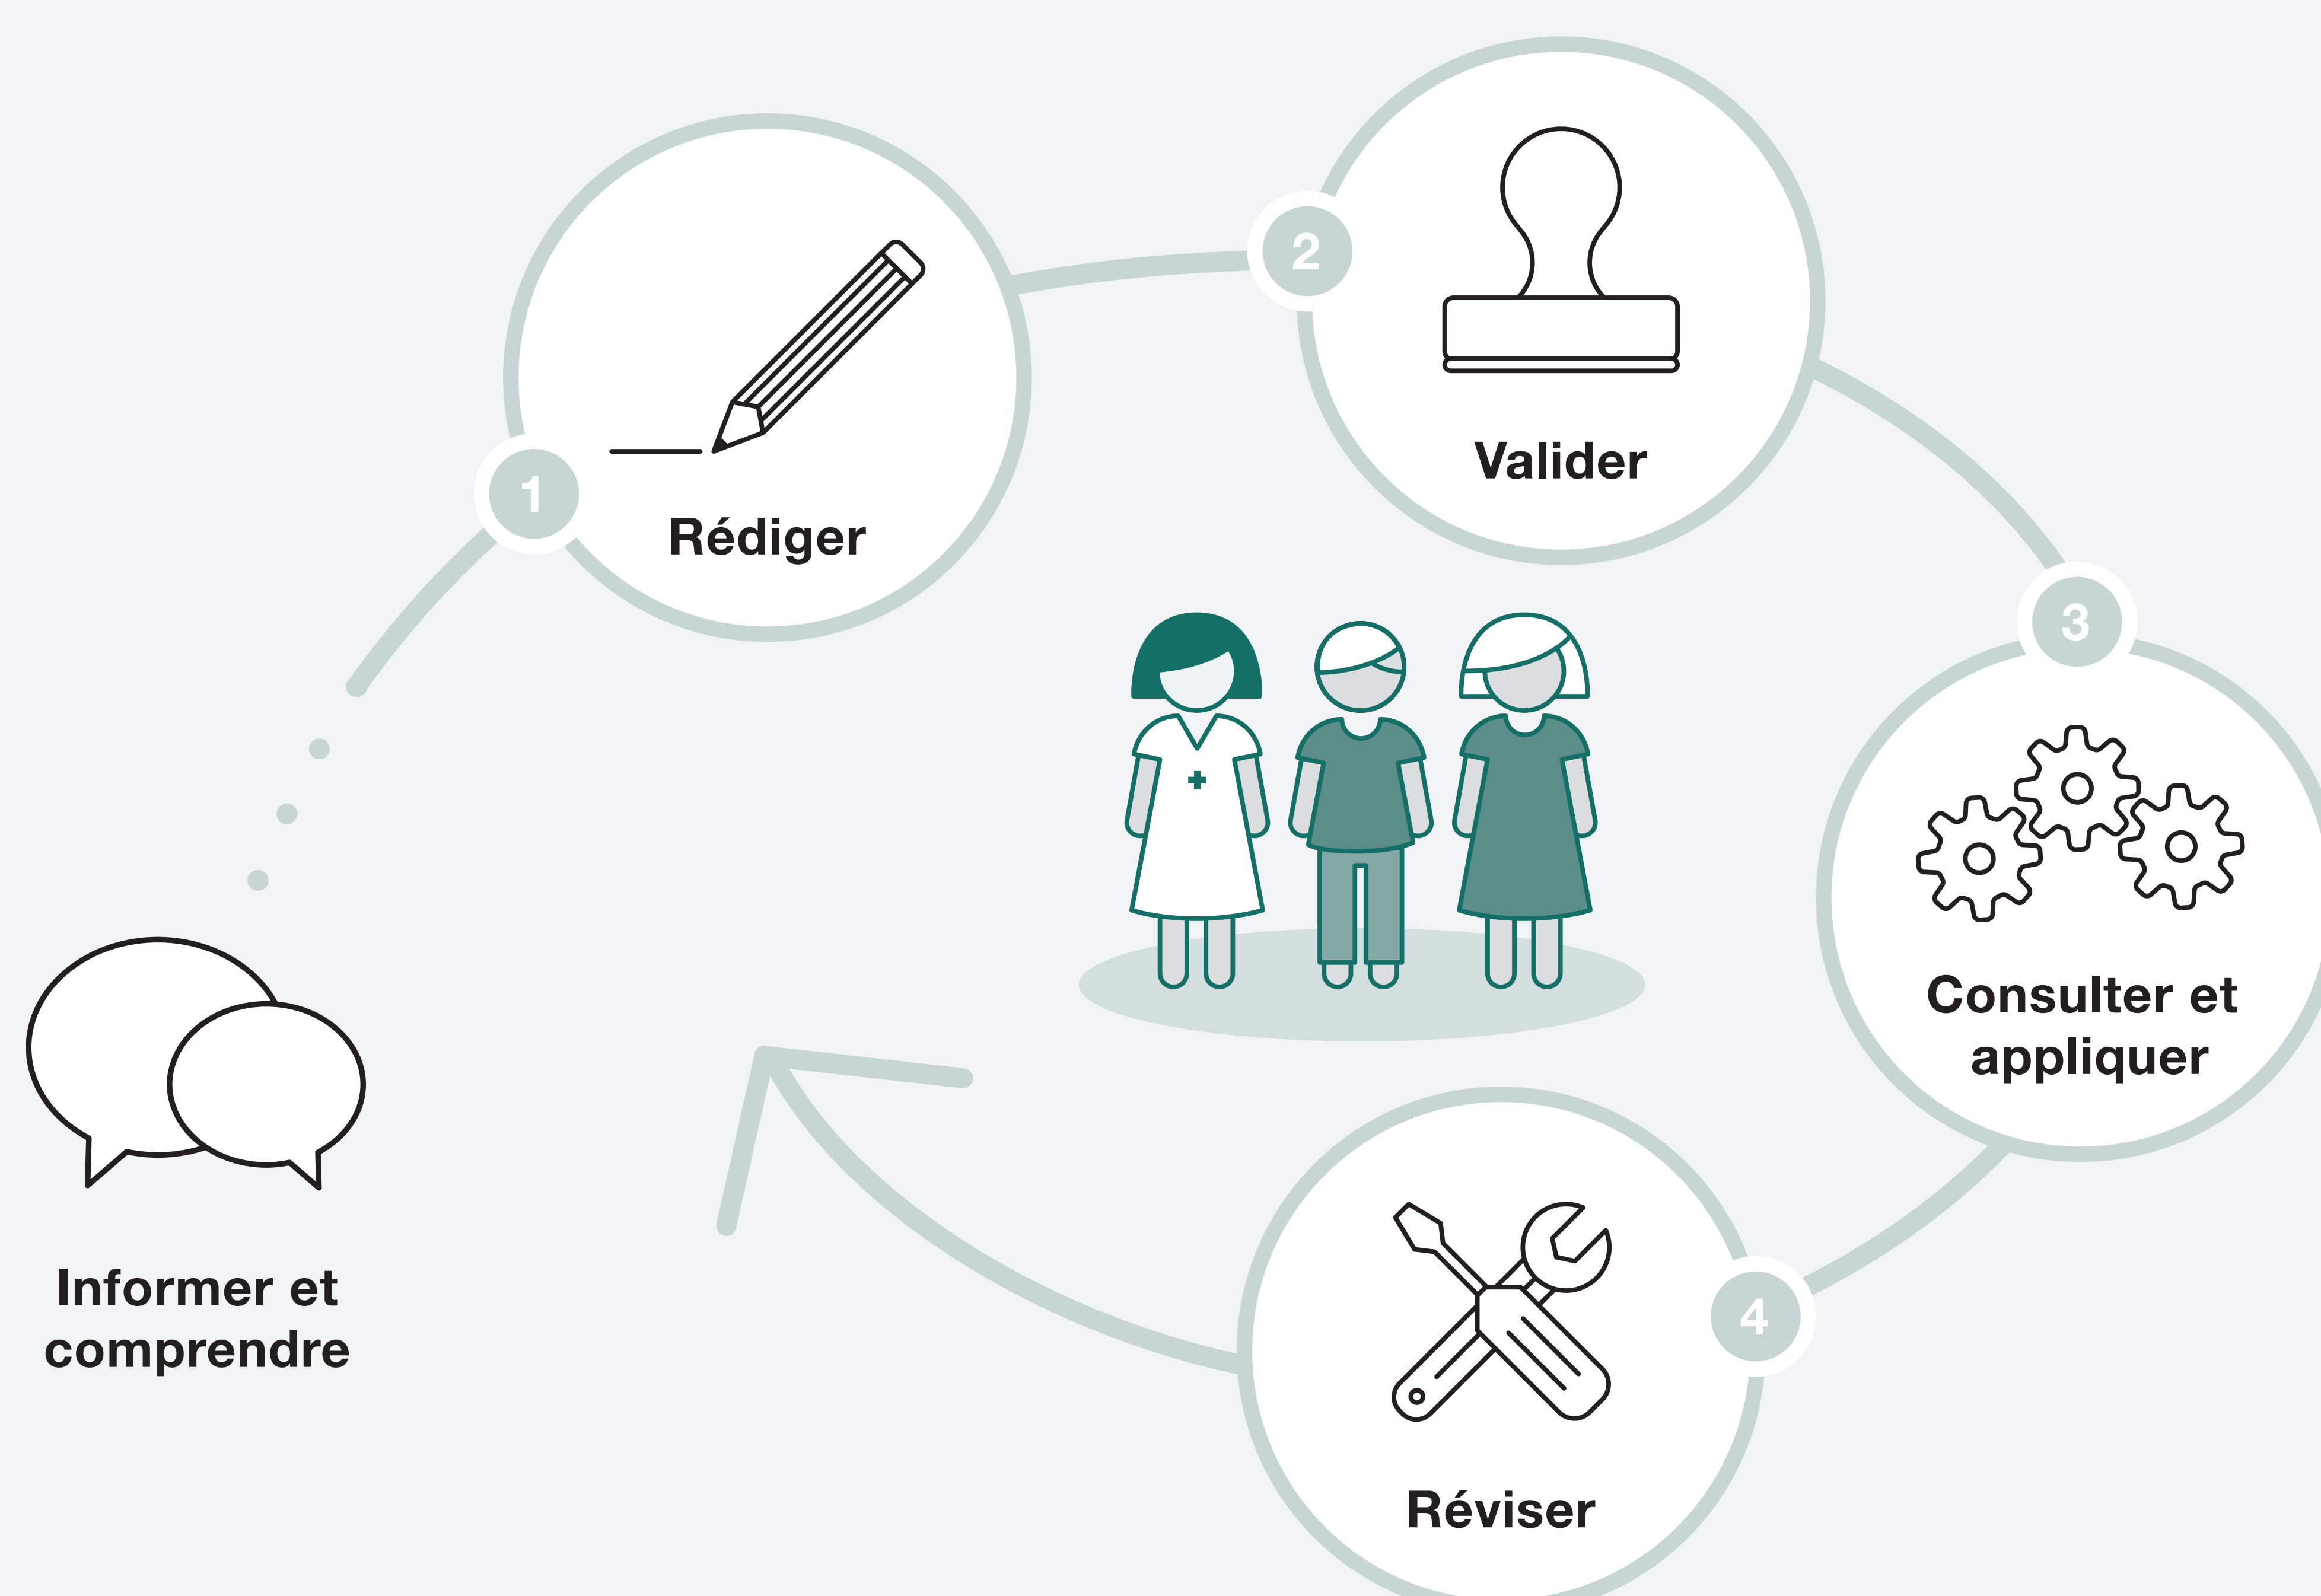 Informer et
comprendre
1
Rédiger
2
Valider
3
Consulter et
appliquer
4
Réviser